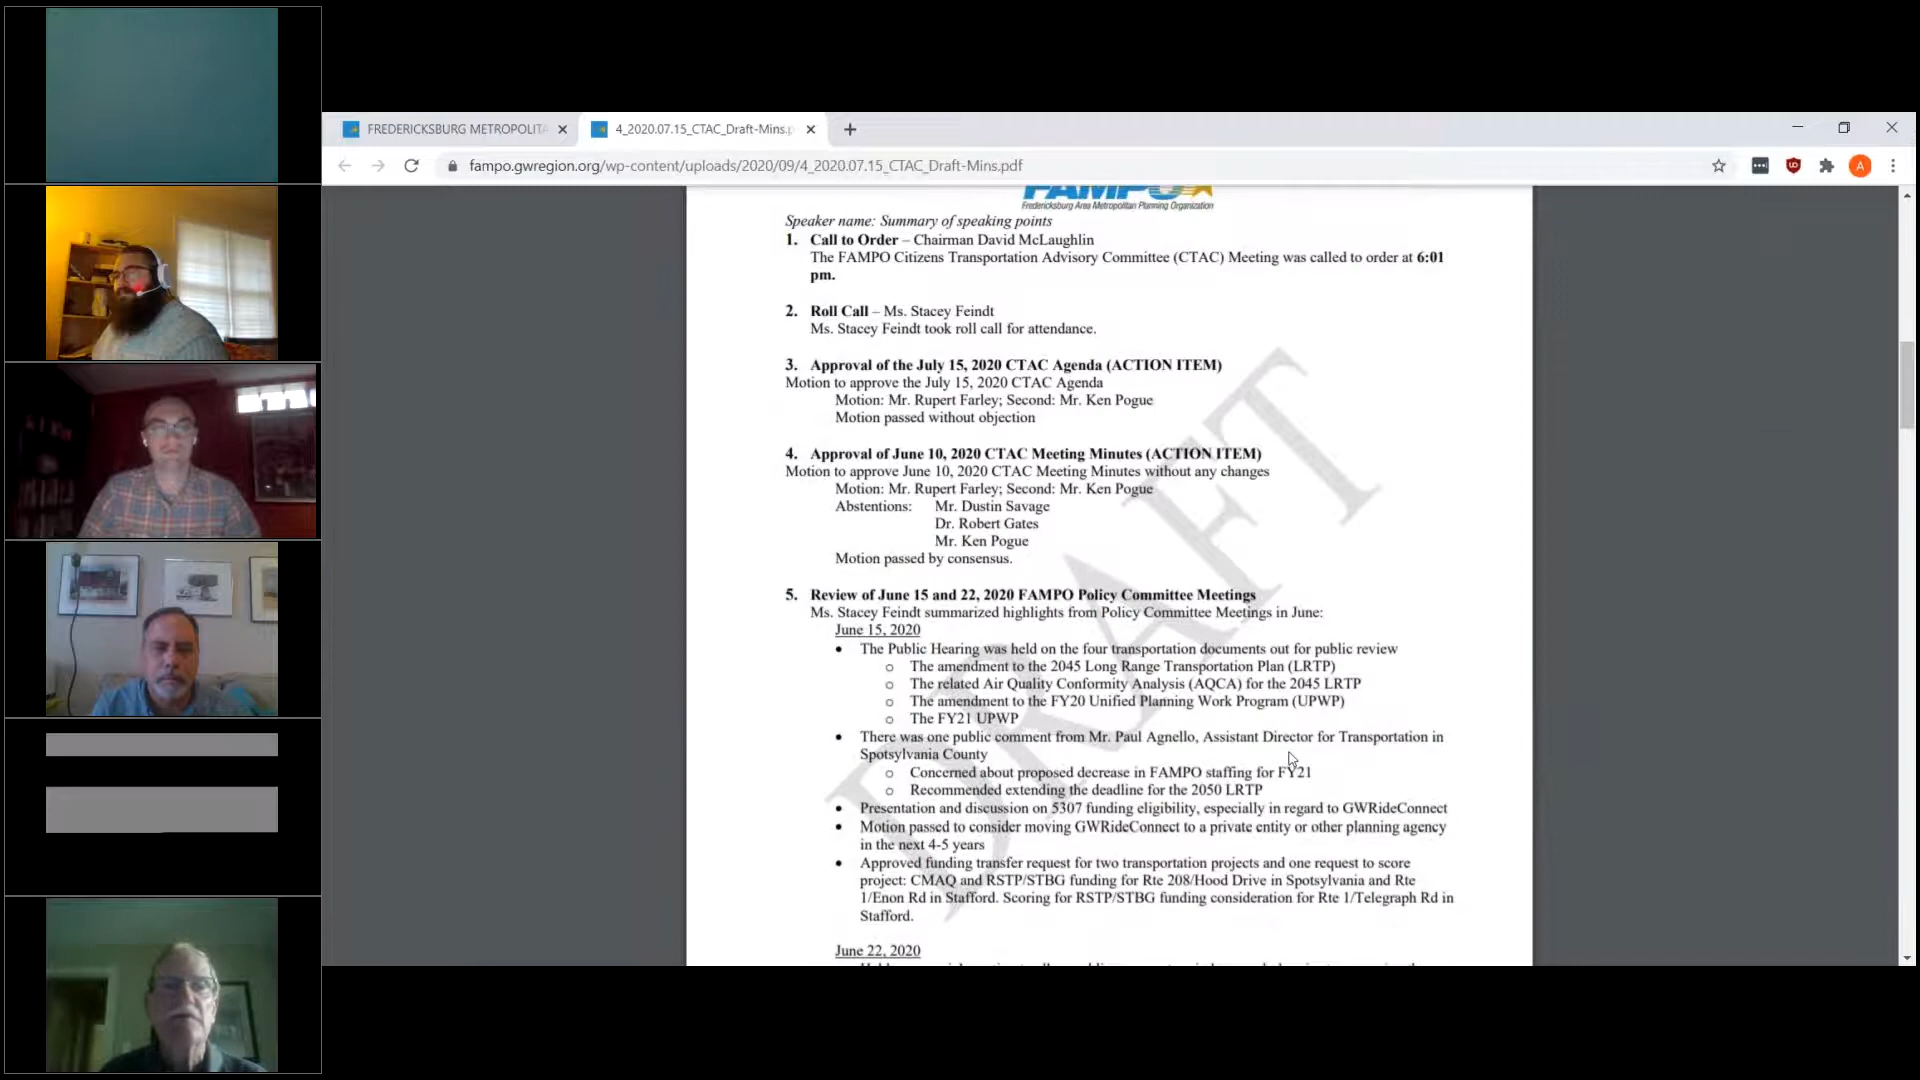 FREDERICKSBURG METROPOLITA
4_2020.07.15_CTAC_Draft-Mins.p
fampo.gwregion.org/wp-content/uploads/2020/09/4_2020.07.15_CTAC_Draft-Mins.pdf
A
FAMPO
Fredericksburg Area Metropolitan Planning Organization
Speaker name: Summary of speaking points
1. Call to Order – Chairman David McLaughlin
The FAMPO Citizens Transportation Advisory Committee (CTAC) Meeting was called to order at 6:01
pm.
2. Roll Call – Ms. Stacey Feindt
Ms. Stacey Feindt took roll call for attendance.
3. Approval of the July 15, 2020 CTAC Agenda (ACTION ITEM)
Motion to approve the July 15, 2020 CTAC Agenda
Motion: Mr. Rupert Farley; Second: Mr. Ken Pogue
Motion passed without objection
4. Approval of June 10, 2020 CTAC Meeting Minutes (ACTION ITEM)
Motion to approve June 10, 2020 CTAC Meeting Minutes without any changes
Motion: Mr. Rupert Farley; Second: Mr. Ken Pogue
Abstentions: Mr. Dustin Savage
Dr. Robert Gates
Mr. Ken Pogue
Motion passed by consensus.
5. Review of June 15 and 22, 2020 FAMPO Policy Committee Meetings
Ms. Stacey Feindt summarized highlights from Policy Committee Meetings in June:
June 15, 2020
• The Public Hearing was held on the four transportation documents out for public review
o The amendment to the 2045 Long Range Transportation Plan (LRTP)
o The related Air Quality Conformity Analysis (AQCA) for the 2045 LRTP
o The amendment to the FY20 Unified Planning Work Program (UPWP)
o The FY21 UPWP
• There was one public comment from Mr. Paul Agnello, Assistant Director for Transportation in
Spotsylvania County
o Concerned about proposed decrease in FAMPO staffing for FY21
o Recommended extending the deadline for the 2050 LRTP
• Presentation and discussion on 5307 funding eligibility, especially in regard to GWRideConnect
• Motion passed to consider moving GWRideConnect to a private entity or other planning agency
in the next 4-5 years
• Approved funding transfer request for two transportation projects and one request to score
project: CMAQ and RSTP/STBG funding for Rte 208/Hood Drive in Spotsylvania and Rte
1/Enon Rd in Stafford. Scoring for RSTP/STBG funding consideration for Rte 1/Telegraph Rd in
Stafford.
June 22, 2020
DRAFT